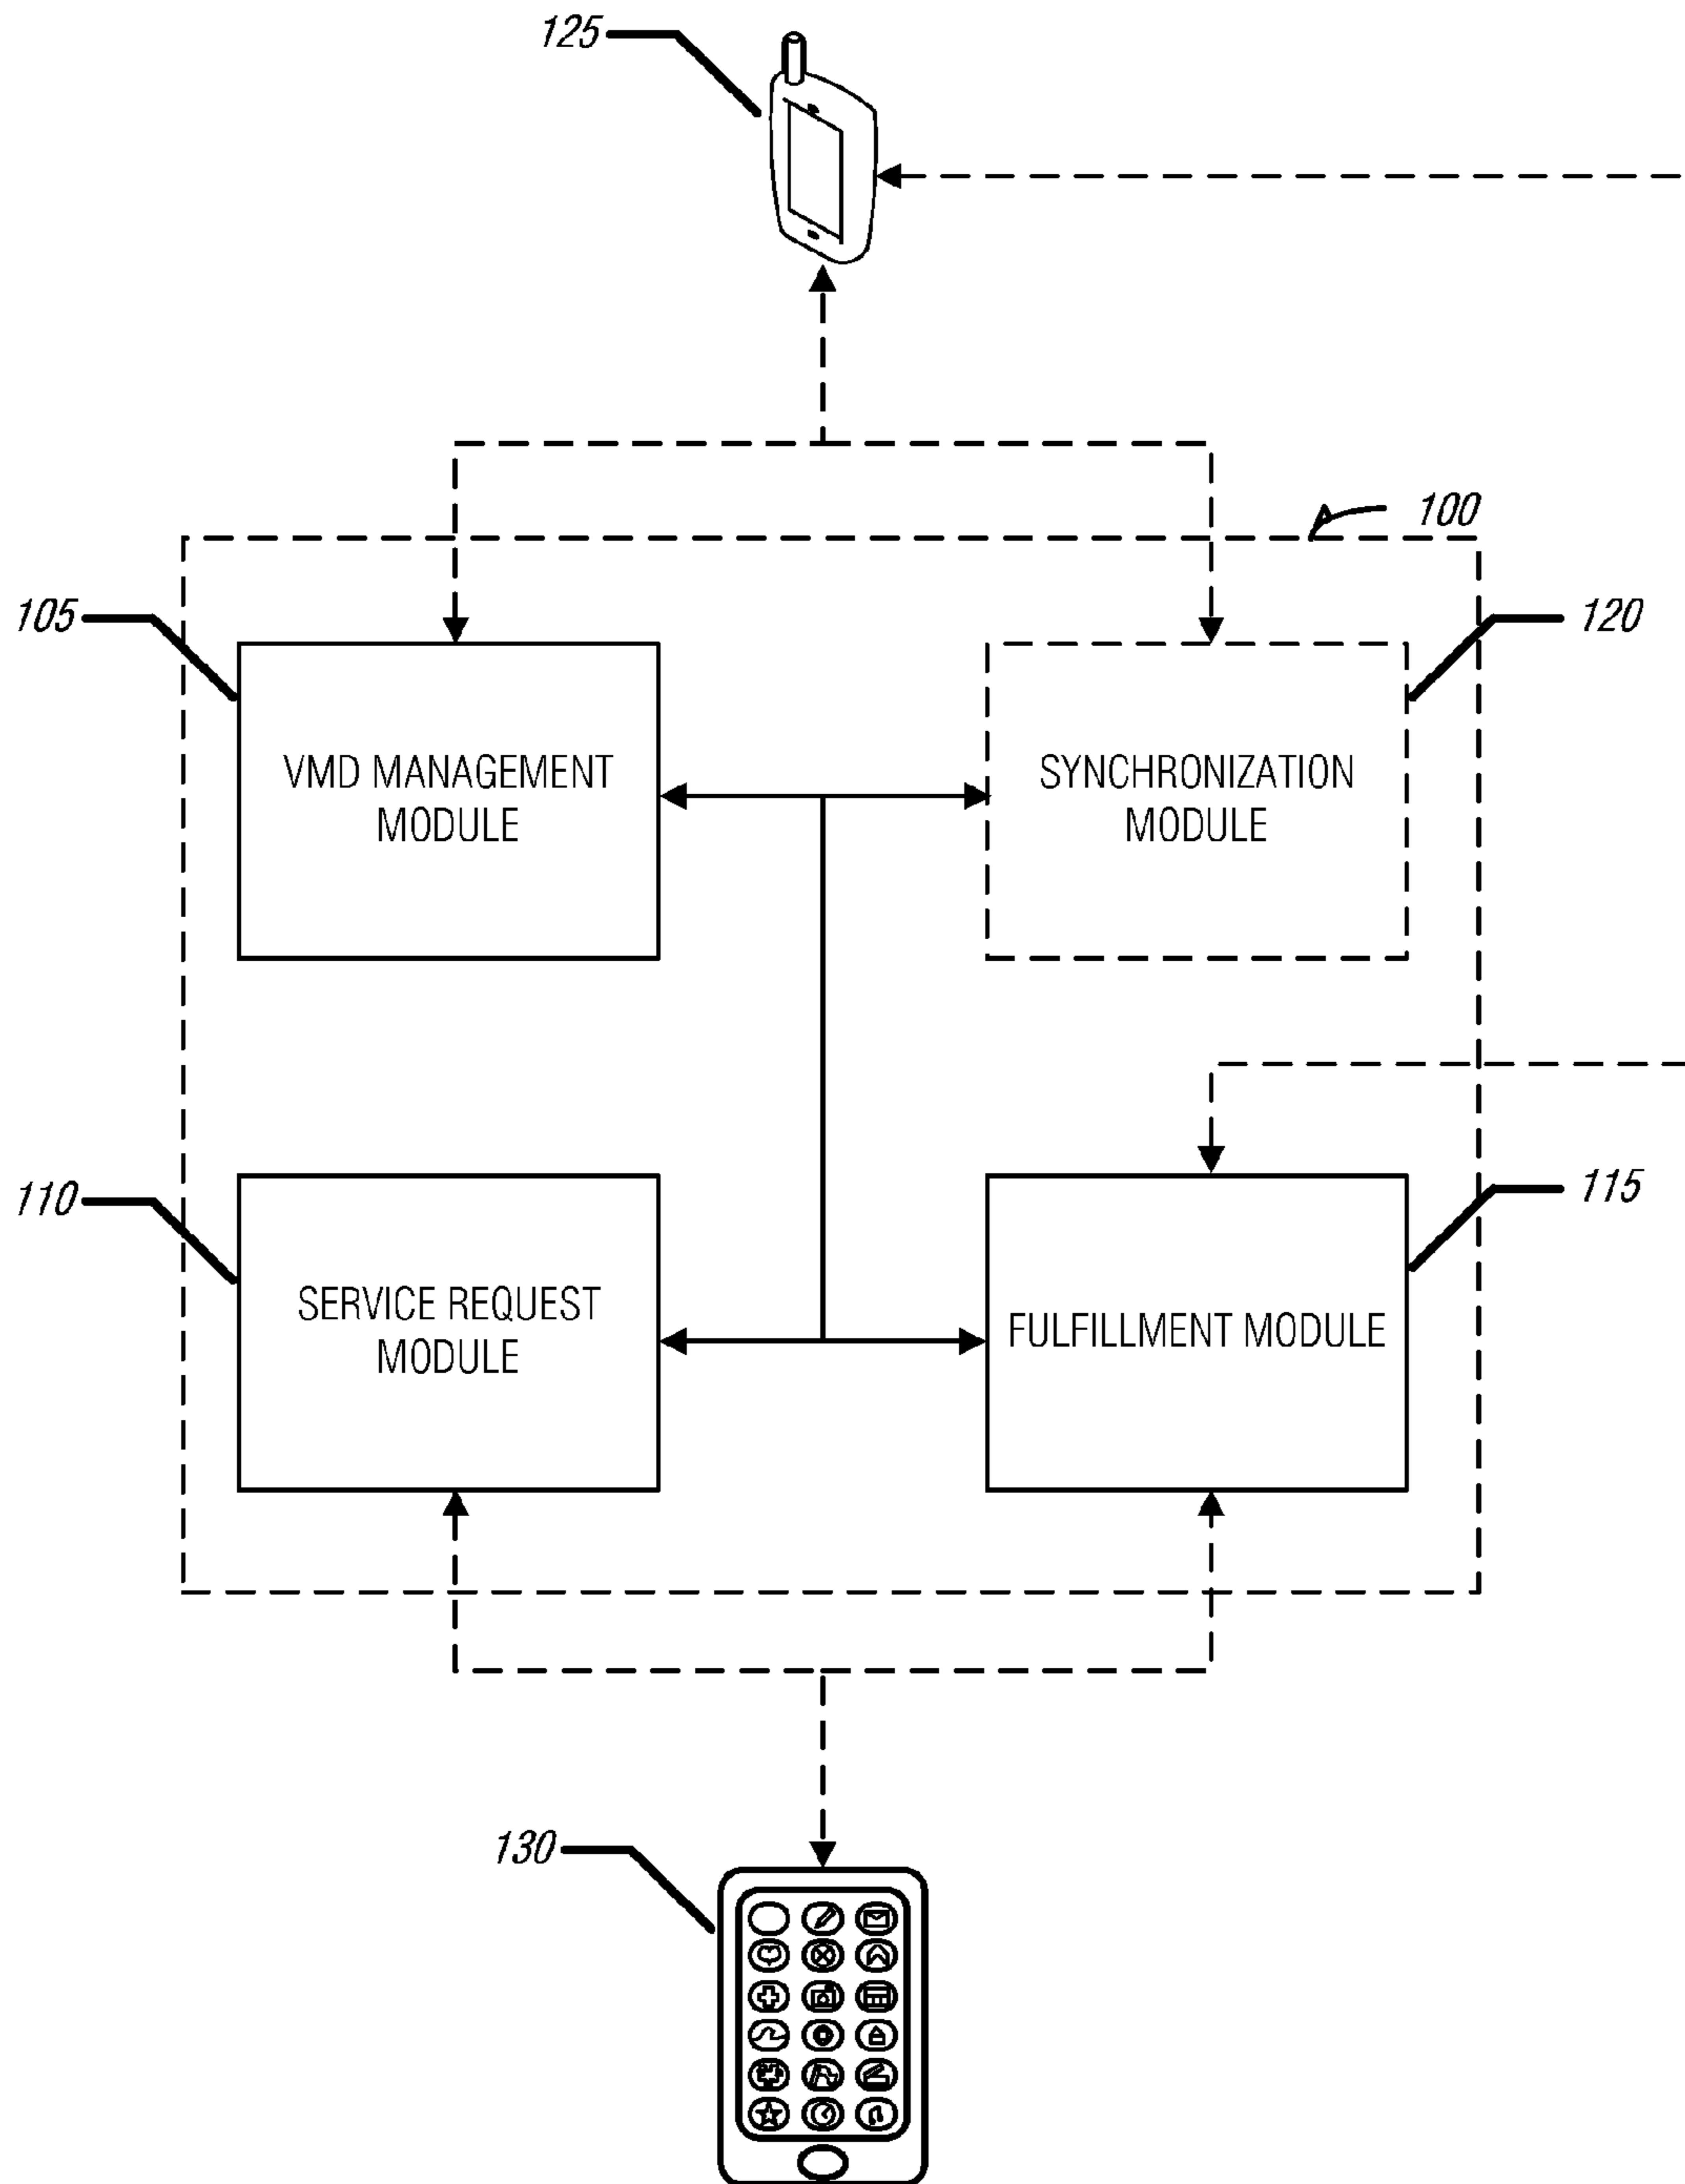 125
100
105
120
VMD MANAGEMENT
MODULE
SYNCHRONIZATION
MODULE
110
115
SERVICE REQUEST
MODULE
FULFILLMENT MODULE
130